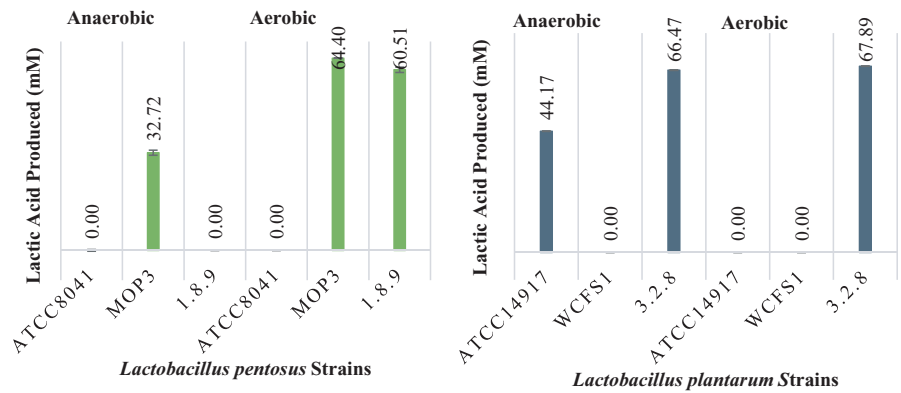 Anaerobic
Aerobic
Lactic Acid Produced (mM)
0.00
32.72
0.00
0.00
64.40
60.51
ATCC8041
MOP3
1.8.9
ATCC8041
MOP3
1.8.9
Lactobacillus pentosus Strains
Anaerobic
Aerobic
Lactic Acid Produced (mM)
44.17
0.00
66.47
0.00
0.00
67.89
ATCC14917
WCFS1
3.2.8
ATCC14917
WCFS1
3.2.8
Lactobacillus plantarum Strains